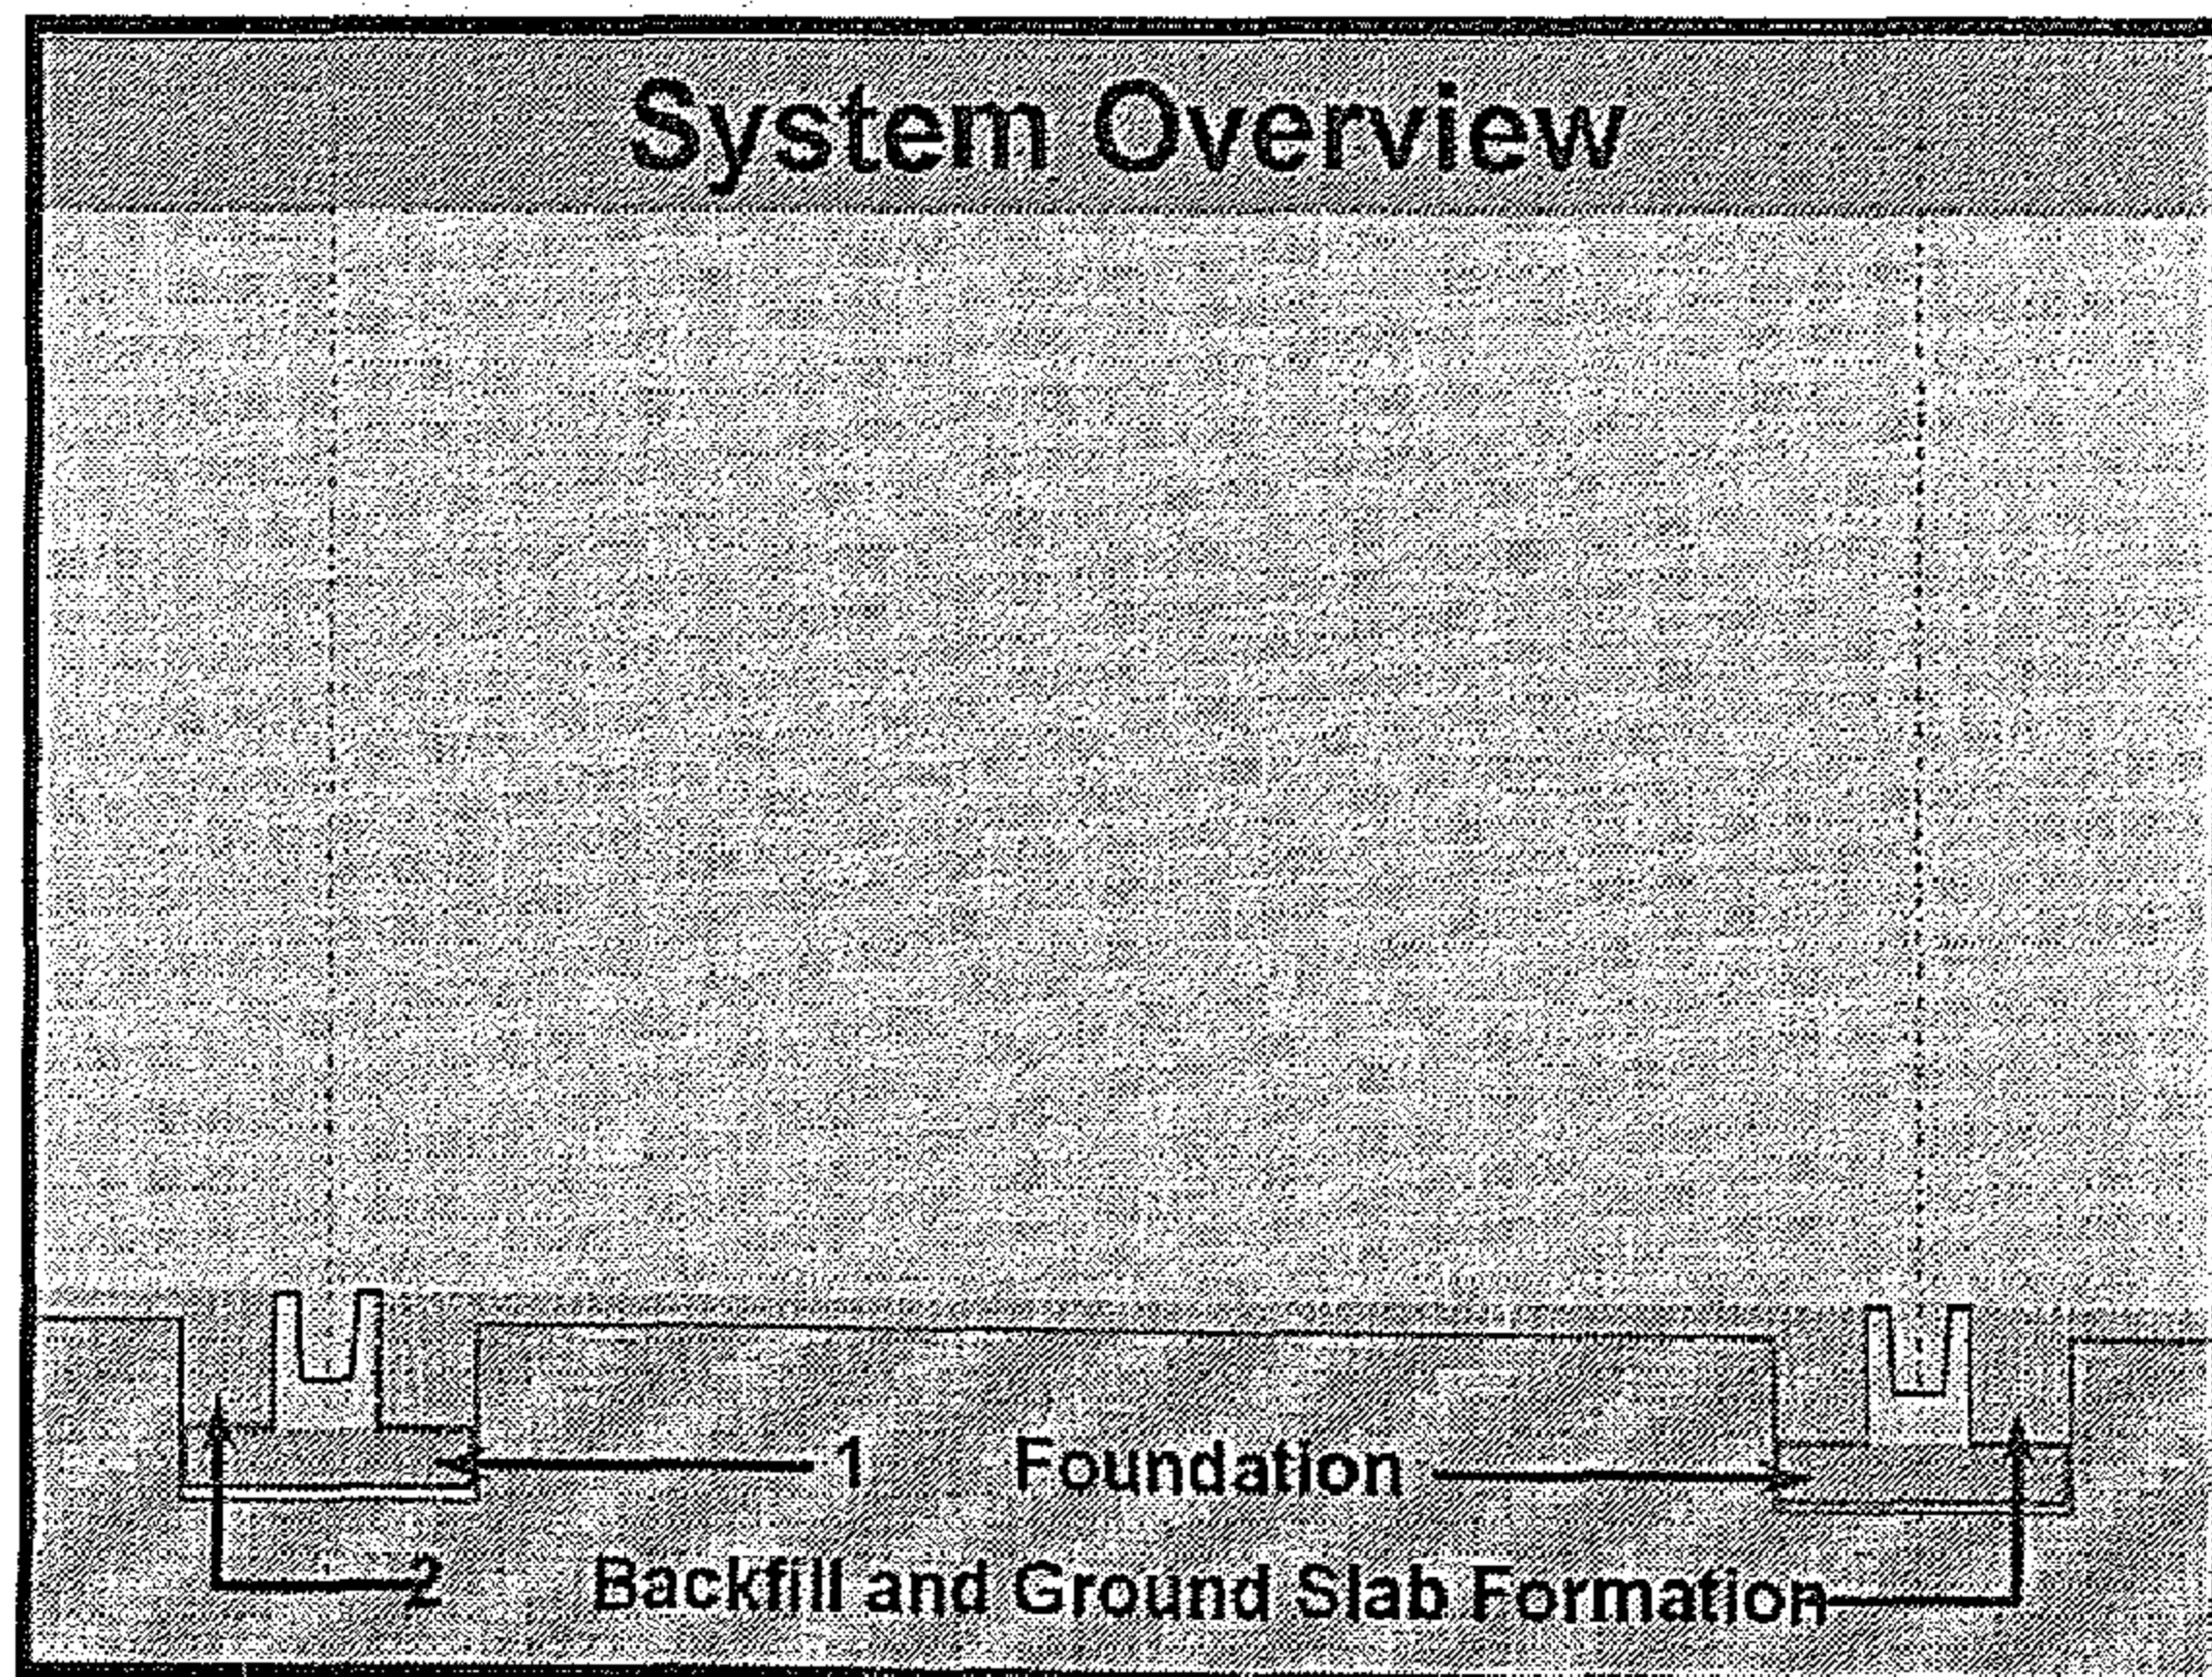 System Overview
1 Foundation
2 Backfill and Ground Slab Formation